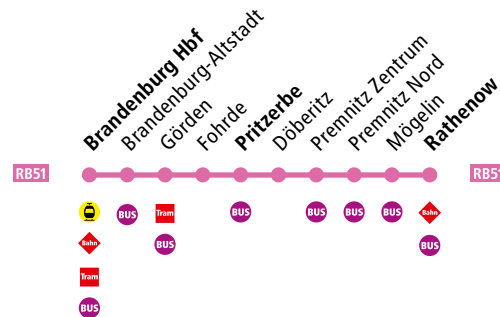 Brandenburg Hbf
Brandenburg-Altstadt
Görden
Fohrde
Pritzerbe
Döberitz
Premnitz Zentrum
Premnitz Nord
Mögelin
Rathenow
RB51
RB51
BUS
Tram
BUS
BUS
BUS
BUS
Bahn
Bahn
BUS
BUS
Tram
BUS